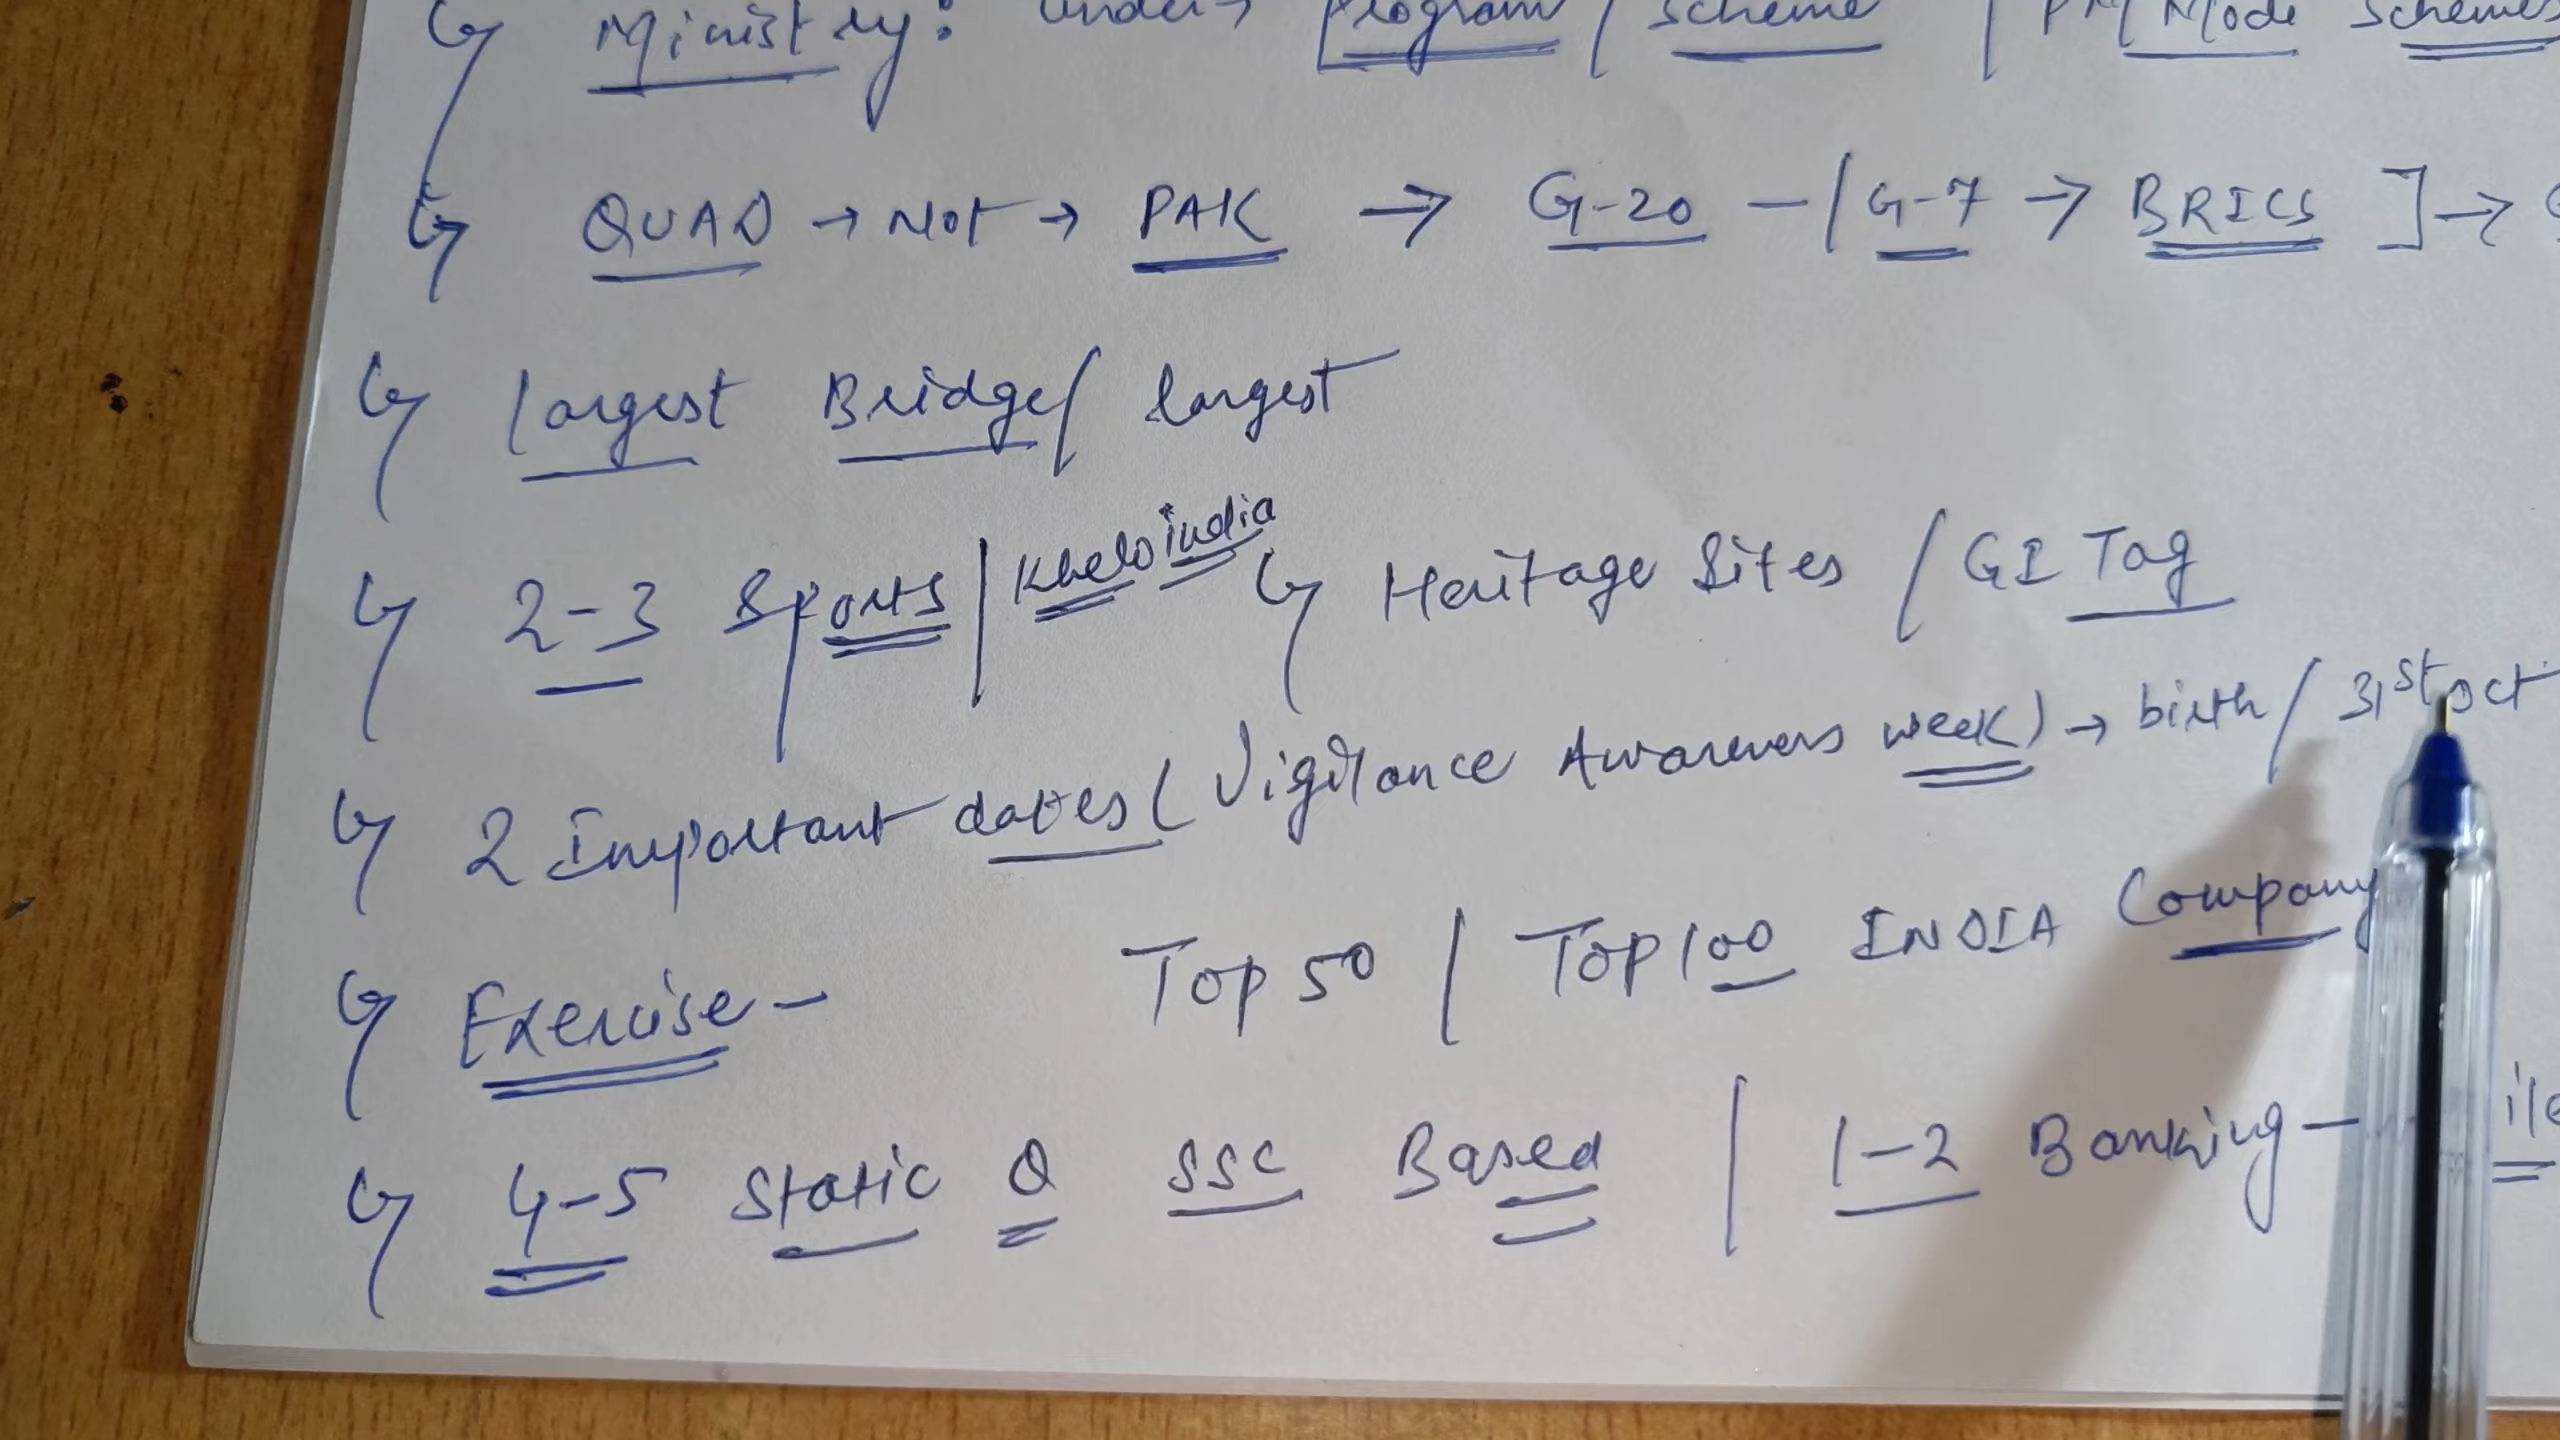 Ministry: Under → Program / Scheme / PM Mode Schemes
QUAD → Not → PAK → G-20 - / G-7 → BRICS ] →
largest Bridge / largest
2-3 Sports | Khelo india
Heritage Sites / GI Tag
2 Important dates ( Vigilance Awareness week) → birth / 31st oct
Exercise - Top 50 / Top 100 INDIA Company
4-5 Static Q SSC Based | 1-2 Banking -